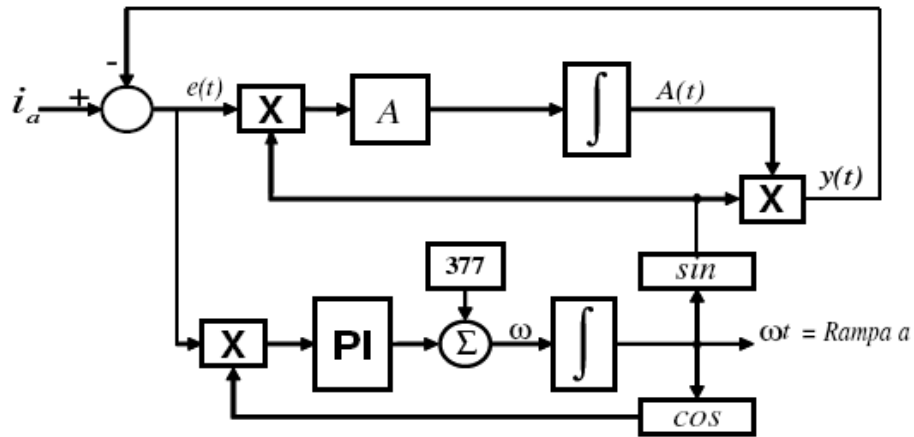 -
i_a
+
e(t)
X
A
∫
A(t)
X
y(t)
377
sin
X
PI
Σ
ω
∫
ωt = Rampa a
cos